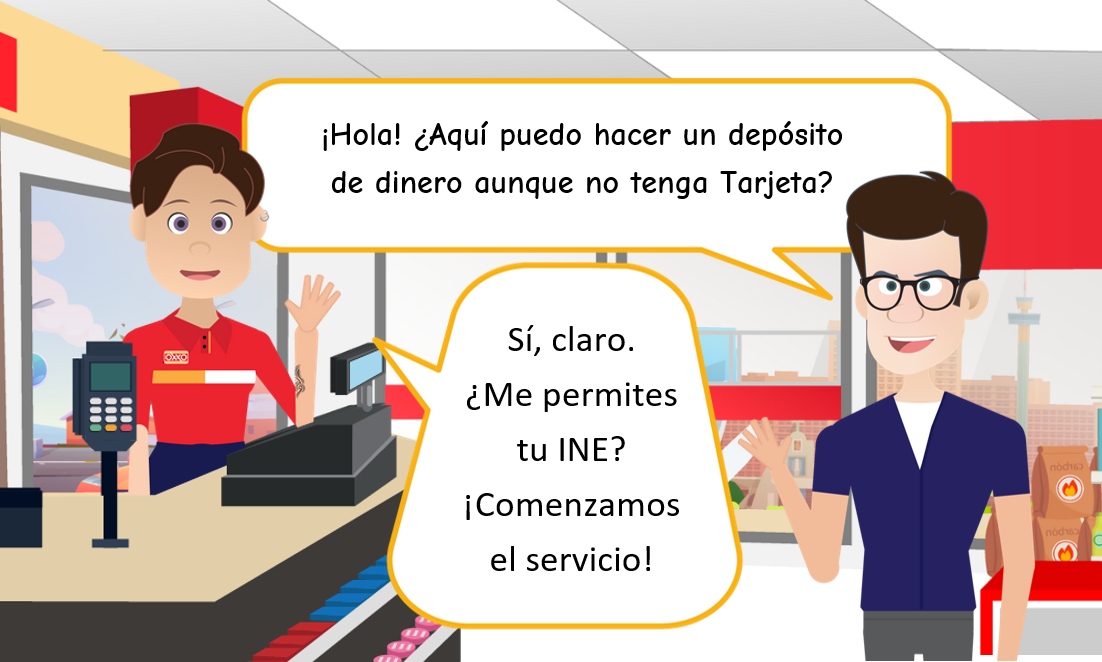 ¡Hola! ¿Aquí puedo hacer un depósito
de dinero aunque no tenga Tarjeta?
Sí, claro.
¿Me permites
tu INE?
¡Comenzamos
el servicio!
OXXO
carbón
carbón